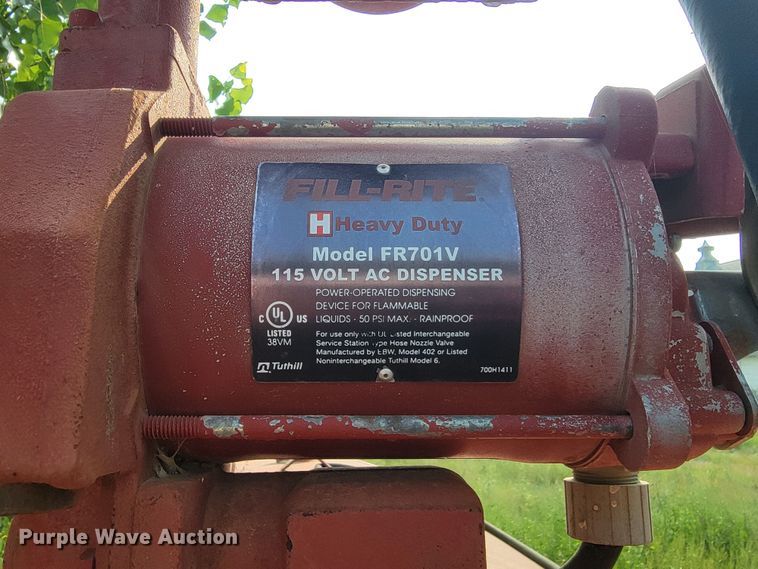 FILL-RITE®
H Heavy Duty
Model FR701V
115 VOLT AC DISPENSER
POWER-OPERATED DISPENSING
DEVICE FOR FLAMMABLE
LIQUIDS · 50 PSI MAX. · RAINPROOF
C UL US
LISTED
38VM
For use only with UL Listed Interchangeable
Service Station Type Hose Nozzle Valve
Manufactured by EBW, Model 402 or Listed
Noninterchangeable Tuthill Model 6.
Tuthill
700H1411
Purple Wave Auction